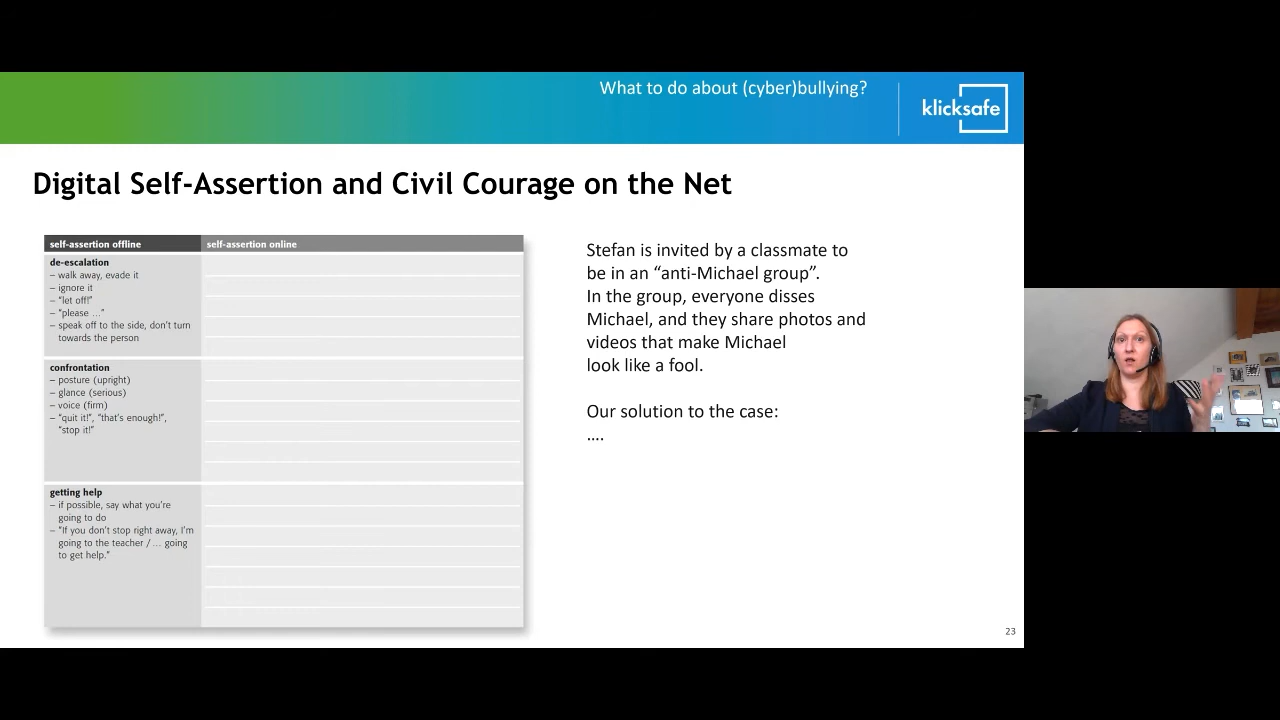 What to do about (cyber)bullying?
klicksafe
Digital Self-Assertion and Civil Courage on the Net
self-assertion offline
self-assertion online
de-escalation
– walk away, evade it
– ignore it
– “let off!”
– “please ...”
– speak off to the side, don’t turn
towards the person
confrontation
– posture (upright)
– glance (serious)
– voice (firm)
– “quit it!”, “that’s enough!”,
“stop it!”
getting help
– if possible, say what you’re
going to do
– “If you don’t stop right away, I’m
going to the teacher / ... going
to get help.”
Stefan is invited by a classmate to
be in an “anti-Michael group”.
In the group, everyone disses
Michael, and they share photos and
videos that make Michael
look like a fool.
Our solution to the case:
....
23